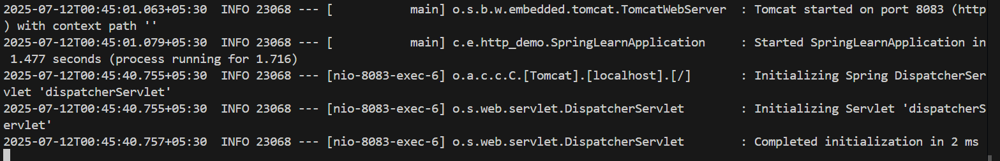 2025-07-12T00:45:01.063+05:30  INFO 23068 --- [           main] o.s.b.w.embedded.tomcat.TomcatWebServer  : Tomcat started on port 8083 (http
) with context path ''
2025-07-12T00:45:01.079+05:30  INFO 23068 --- [           main] c.e.http_demo.SpringLearnApplication     : Started SpringLearnApplication in
 1.477 seconds (process running for 1.716)
2025-07-12T00:45:40.755+05:30  INFO 23068 --- [nio-8083-exec-6] o.a.c.c.C.[Tomcat].[localhost].[/]       : Initializing Spring DispatcherSer
vlet 'dispatcherServlet'
2025-07-12T00:45:40.755+05:30  INFO 23068 --- [nio-8083-exec-6] o.s.web.servlet.DispatcherServlet        : Initializing Servlet 'dispatcherS
ervlet'
2025-07-12T00:45:40.757+05:30  INFO 23068 --- [nio-8083-exec-6] o.s.web.servlet.DispatcherServlet        : Completed initialization in 2 ms